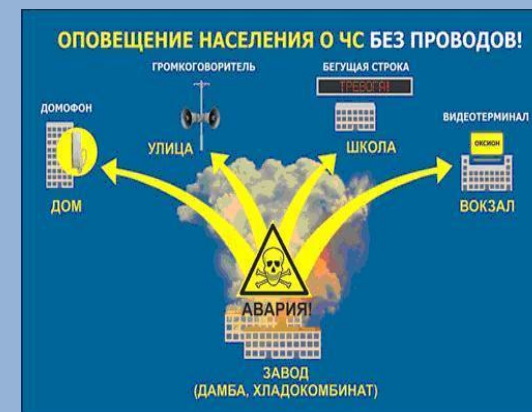 ОПОВЕЩЕНИЕ НАСЕЛЕНИЯ О ЧС БЕЗ ПРОВОДОВ!
ДОМОФОН
ГРОМКОГОВОРИТЕЛЬ
БЕГУЩАЯ СТРОКА
ТРЕВОГА!
ВИДЕОТЕРМИНАЛ
ОКСИОН
ДОМ
УЛИЦА
ШКОЛА
ВОКЗАЛ
АВАРИЯ!
ЗАВОД
(ДАМБА, ХЛАДОКОМБИНАТ)